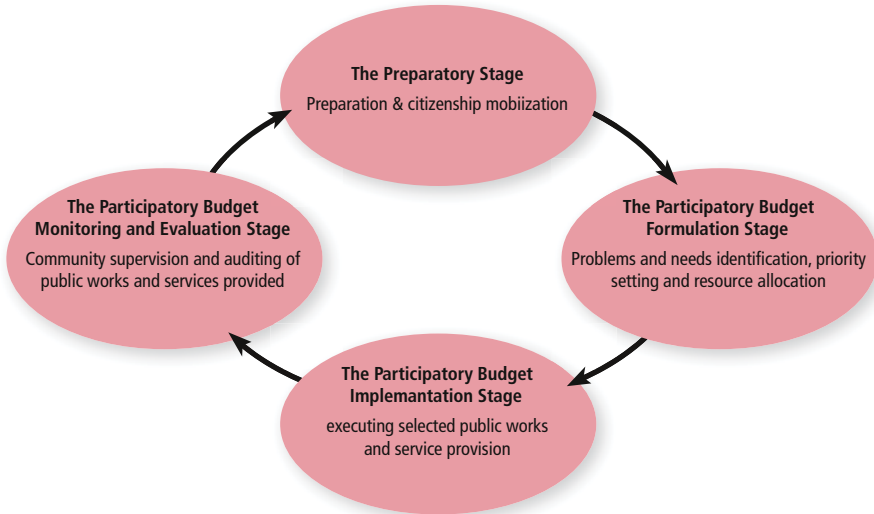 The Preparatory Stage
Preparation & citizenship mobiization
The Participatory Budget
Formulation Stage
Problems and needs identification, priority
setting and resource allocation
The Participatory Budget
Implemantation Stage
executing selected public works
and service provision
The Participatory Budget
Monitoring and Evaluation Stage
Community supervision and auditing of
public works and services provided